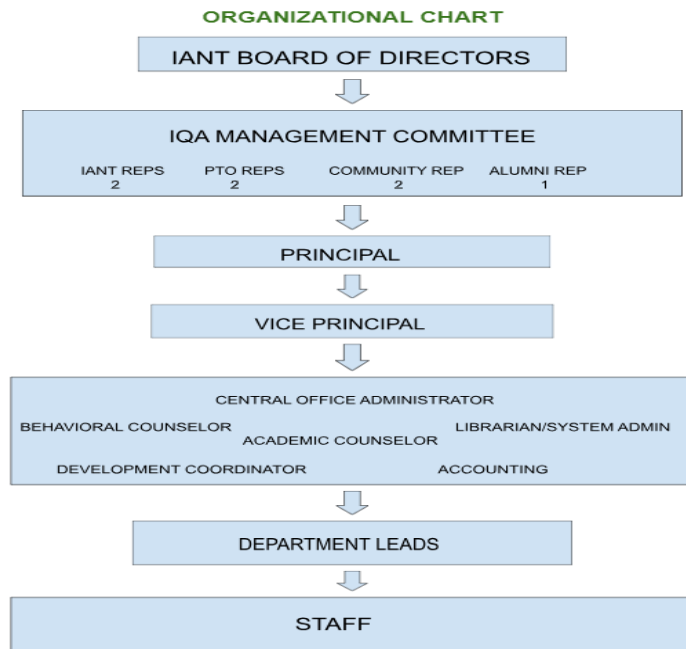 ORGANIZATIONAL CHART
IANT BOARD OF DIRECTORS
IQA MANAGEMENT COMMITTEE
IANT REPS PTO REPS COMMUNITY REP ALUMNI REP
2 2 2 1
PRINCIPAL
VICE PRINCIPAL
CENTRAL OFFICE ADMINISTRATOR
BEHAVIORAL COUNSELOR LIBRARIAN/SYSTEM ADMIN
ACADEMIC COUNSELOR
DEVELOPMENT COORDINATOR ACCOUNTING
DEPARTMENT LEADS
STAFF